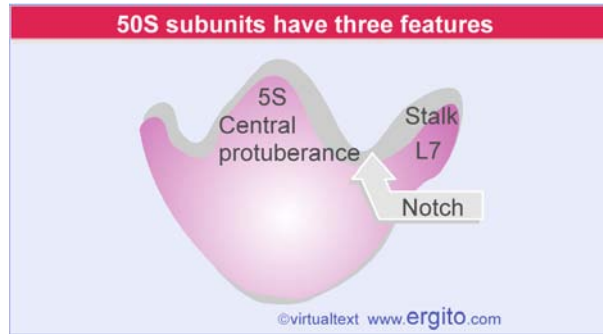 50S subunits have three features
5S
Central
protuberance
Stalk
L7
Notch
©virtualtext www.ergito.com